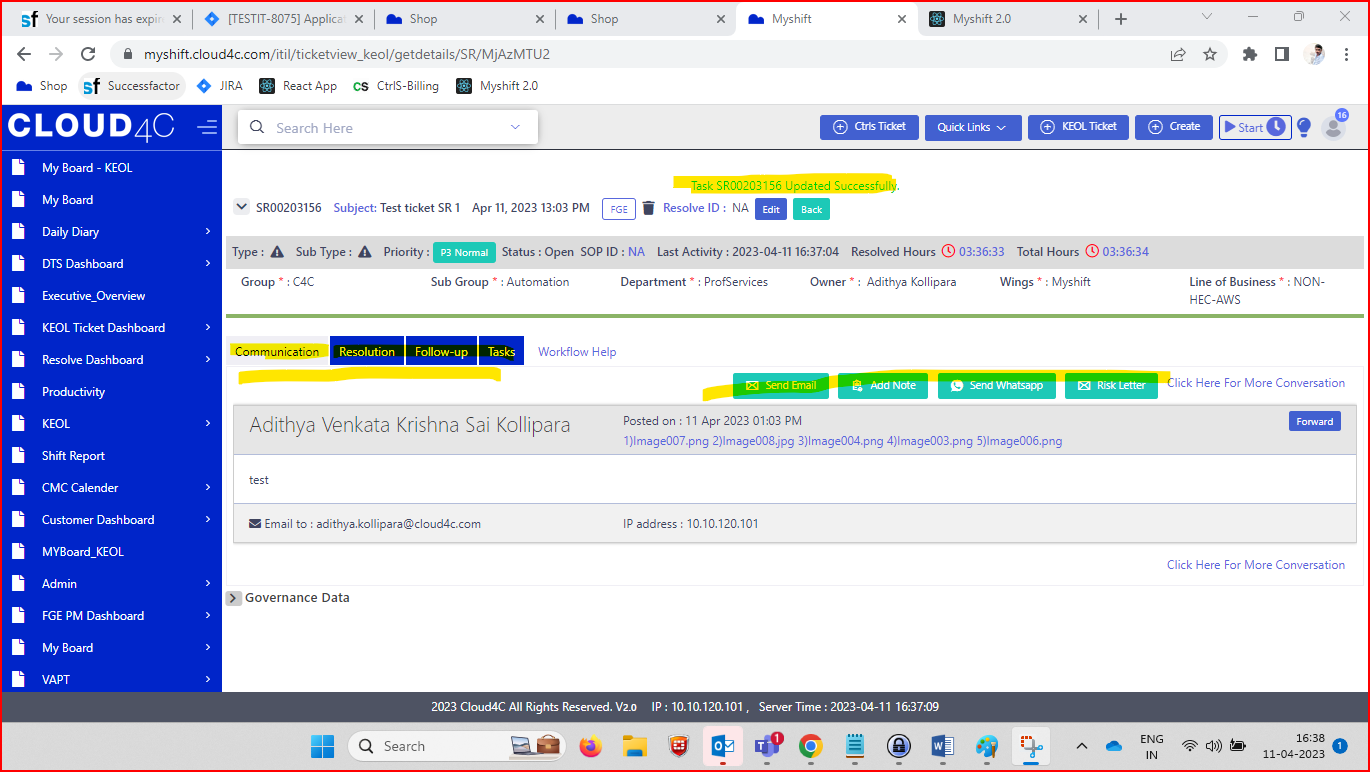 Your session has expir
[TESTIT-8075] Applicat
Shop
Shop
Myshift
Myshift 2.0
myshift.cloud4c.com/itil/ticketview_keol/getdetails/SR/MjAzMTU2
Shop
sf Successfactor
JIRA
React App
cs CtrlS-Billing
Myshift 2.0
CLOUD4C
Search Here
Ctrls Ticket
Quick Links
KEOL Ticket
Create
Start
16
My Board - KEOL
My Board
Daily Diary
DTS Dashboard
Executive_Overview
KEOL Ticket Dashboard
Resolve Dashboard
Productivity
KEOL
Shift Report
CMC Calender
Customer Dashboard
MYBoard_KEOL
Admin
FGE PM Dashboard
My Board
VAPT
Task SR00203156 Updated Successfully.
SR00203156 Subject: Test ticket SR 1 Apr 11, 2023 13:03 PM FGE Resolve ID : NA Edit Back
Type : Sub Type : Priority : P3 Normal Status : Open SOP ID : NA Last Activity : 2023-04-11 16:37:04 Resolved Hours 03:36:33 Total Hours 03:36:34
Group * : C4C Sub Group * : Automation Department * : ProfServices Owner * : Adithya Kollipara Wings * : Myshift Line of Business * : NON-
HEC-AWS
Communication Resolution Follow-up Tasks Workflow Help
Send Email Add Note Send Whatsapp Risk Letter Click Here For More Conversation
Adithya Venkata Krishna Sai Kollipara
Posted on : 11 Apr 2023 01:03 PM
1)Image007.png 2)Image008.jpg 3)Image004.png 4)Image003.png 5)Image006.png
Forward
test
Email to : adithya.kollipara@cloud4c.com IP address : 10.10.120.101
Click Here For More Conversation
Governance Data
2023 Cloud4C All Rights Reserved. V2.0 IP : 10.10.120.101 , Server Time : 2023-04-11 16:37:09
Search
1
ENG
IN
16:38
11-04-2023
1